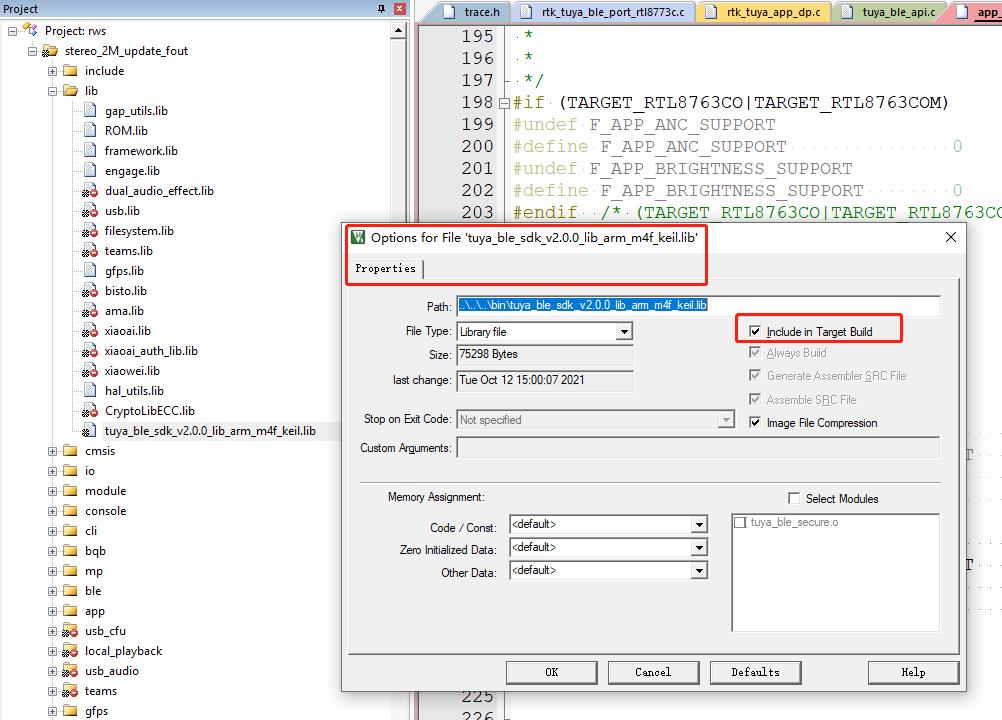 Project
Project: rws
stereo_2M_update_fout
include
lib
gap_utils.lib
ROM.lib
framework.lib
engage.lib
dual_audio_effect.lib
usb.lib
filesystem.lib
teams.lib
gfps.lib
bisto.lib
ama.lib
xiaoai.lib
xiaoai_auth_lib.lib
xiaowei.lib
hal_utils.lib
CryptoLibECC.lib
tuya_ble_sdk_v2.0.0_lib_arm_m4f_keil.lib
cmsis
io
module
console
cli
bqb
mp
ble
app
usb_cfu
local_playback
usb_audio
teams
gfps
trace.h
rtk_tuya_ble_port_rtl8773c.c
rtk_tuya_app_dp.c
tuya_ble_api.c
app_
195 *
196 *
197 */
198 #if (TARGET_RTL8763CO|TARGET_RTL8763COM)
199 #undef F_APP_ANC_SUPPORT
200 #define F_APP_ANC_SUPPORT 0
201 #undef F_APP_BRIGHTNESS_SUPPORT
202 #define F_APP_BRIGHTNESS_SUPPORT 0
203 #endif /* (TARGET_RTL8763CO|TARGET_RTL8763CO
Options for File 'tuya_ble_sdk_v2.0.0_lib_arm_m4f_keil.lib'
Properties
Path: ..\..\..\bin\tuya_ble_sdk_v2.0.0_lib_arm_m4f_keil.lib
File Type: Library file
Size: 75298 Bytes
last change: Tue Oct 12 15:00:07 2021
Stop on Exit Code: Not specified
Custom Arguments:
Include in Target Build
Always Build
Generate Assembler SRC File
Assemble SRC File
Image File Compression
Memory Assignment:
Code / Const: <default>
Zero Initialized Data: <default>
Other Data: <default>
Select Modules
tuya_ble_secure.o
OK
Cancel
Defaults
Help
T
T
225
226